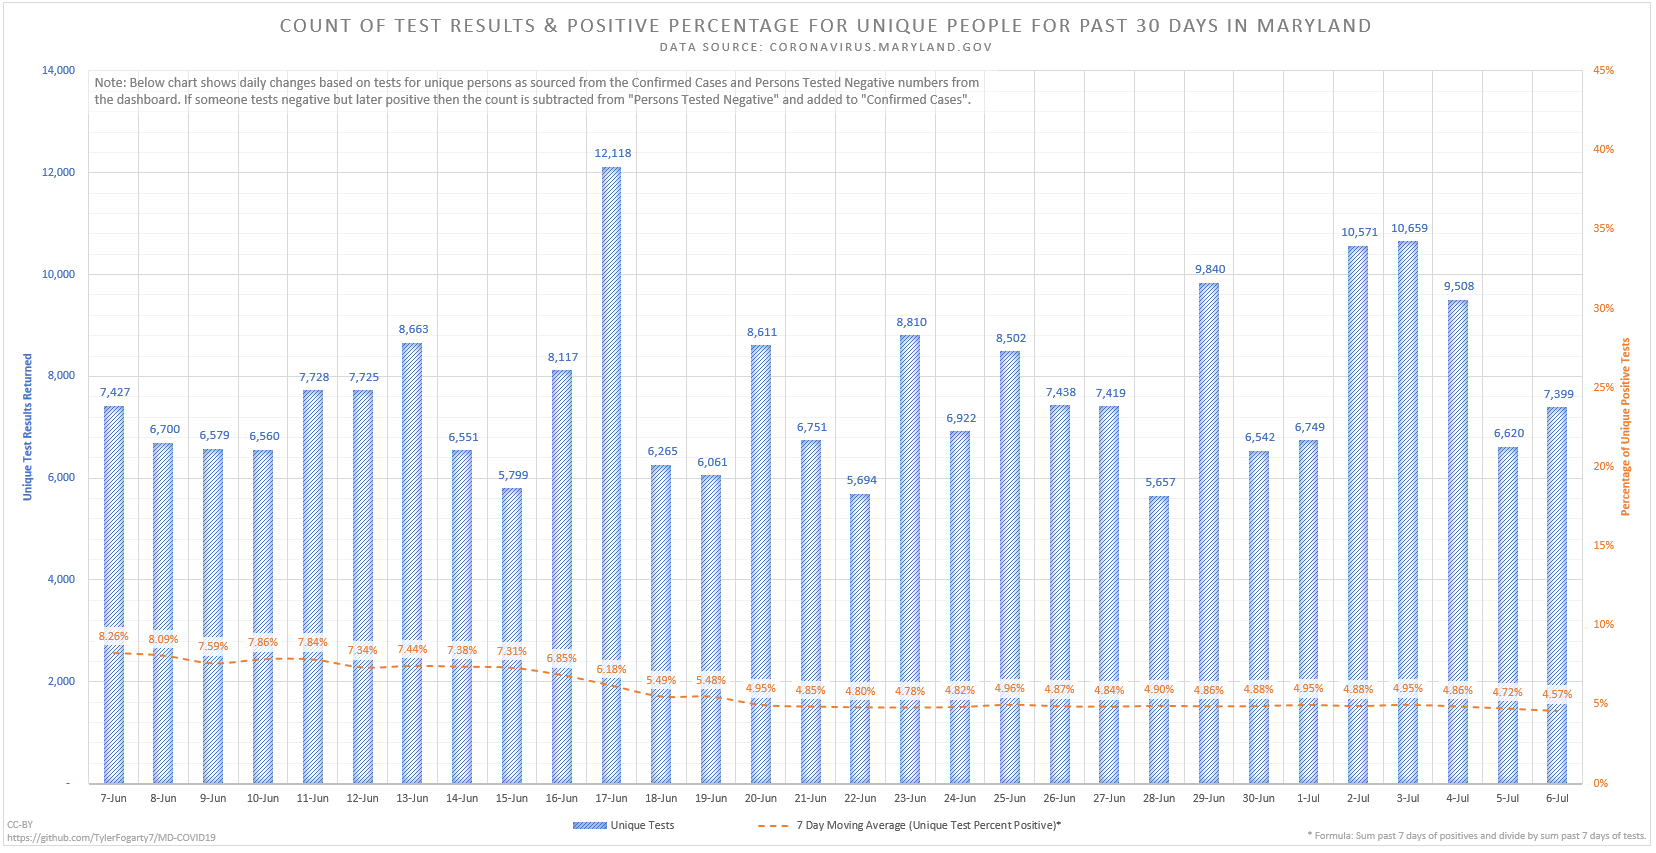 COUNT OF TEST RESULTS & POSITIVE PERCENTAGE FOR UNIQUE PEOPLE FOR PAST 30 DAYS IN MARYLAND
DATA SOURCE: CORONAVIRUS.MARYLAND.GOV
Note: Below chart shows daily changes based on tests for unique persons as sourced from the Confirmed Cases and Persons Tested Negative numbers from
the dashboard. If someone tests negative but later positive then the count is subtracted from "Persons Tested Negative" and added to "Confirmed Cases".
Unique Test Results Returned
14,000
12,000
10,000
8,000
6,000
4,000
2,000
-
7,427
6,700
6,579
6,560
7,728
7,725
8,663
6,551
5,799
8,117
12,118
6,265
6,061
8,611
6,751
5,694
8,810
6,922
8,502
7,438
7,419
5,657
9,840
6,542
6,749
10,571
10,659
9,508
6,620
7,399
8.26%
8.09%
7.59%
7.86%
7.84%
7.34%
7.44%
7.38%
7.31%
6.85%
6.18%
5.49%
5.48%
4.95%
4.85%
4.80%
4.78%
4.82%
4.96%
4.87%
4.84%
4.90%
4.86%
4.88%
4.95%
4.88%
4.95%
4.86%
4.72%
4.57%
45%
40%
35%
30%
25%
20%
15%
10%
5%
0%
Percentage of Unique Positive Tests
7-Jun
8-Jun
9-Jun
10-Jun
11-Jun
12-Jun
13-Jun
14-Jun
15-Jun
16-Jun
17-Jun
18-Jun
19-Jun
20-Jun
21-Jun
22-Jun
23-Jun
24-Jun
25-Jun
26-Jun
27-Jun
28-Jun
29-Jun
30-Jun
1-Jul
2-Jul
3-Jul
4-Jul
5-Jul
6-Jul
Unique Tests
7 Day Moving Average (Unique Test Percent Positive)*
CC-BY
https://github.com/TylerFogarty7/MD-COVID19
* Formula: Sum past 7 days of positives and divide by sum past 7 days of tests.